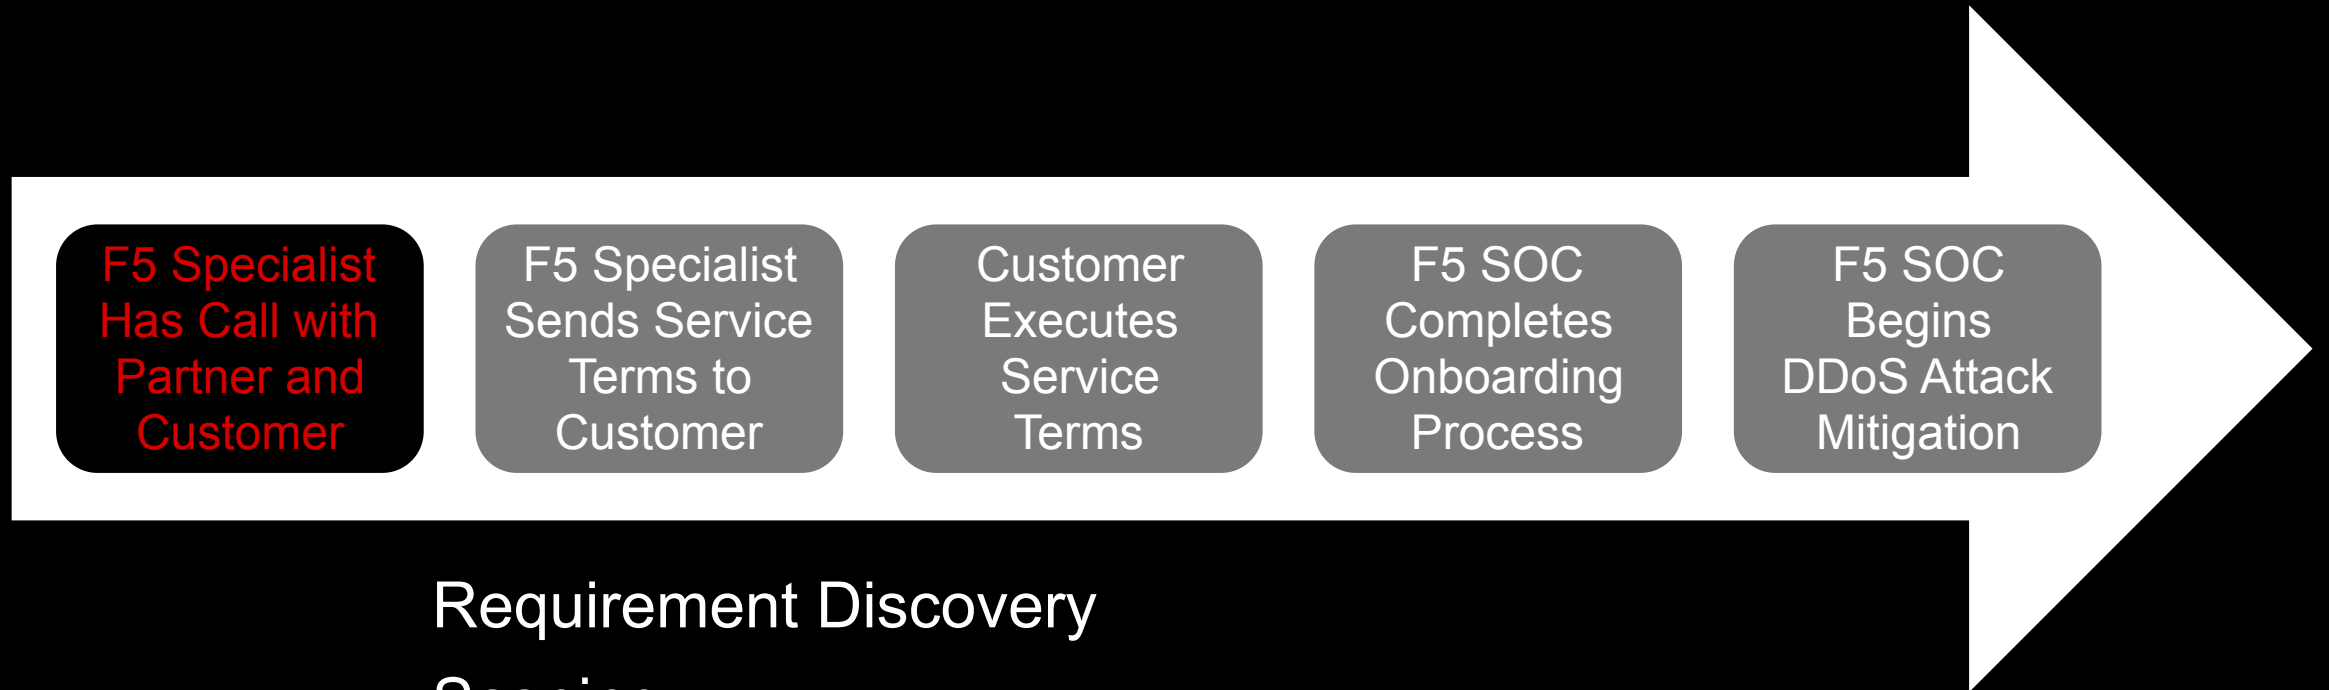 F5 Specialist
Has Call with
Partner and
Customer
F5 Specialist
Sends Service
Terms to
Customer
Customer
Executes
Service
Terms
F5 SOC
Completes
Onboarding
Process
F5 SOC
Begins
DDoS Attack
Mitigation
Requirement Discovery